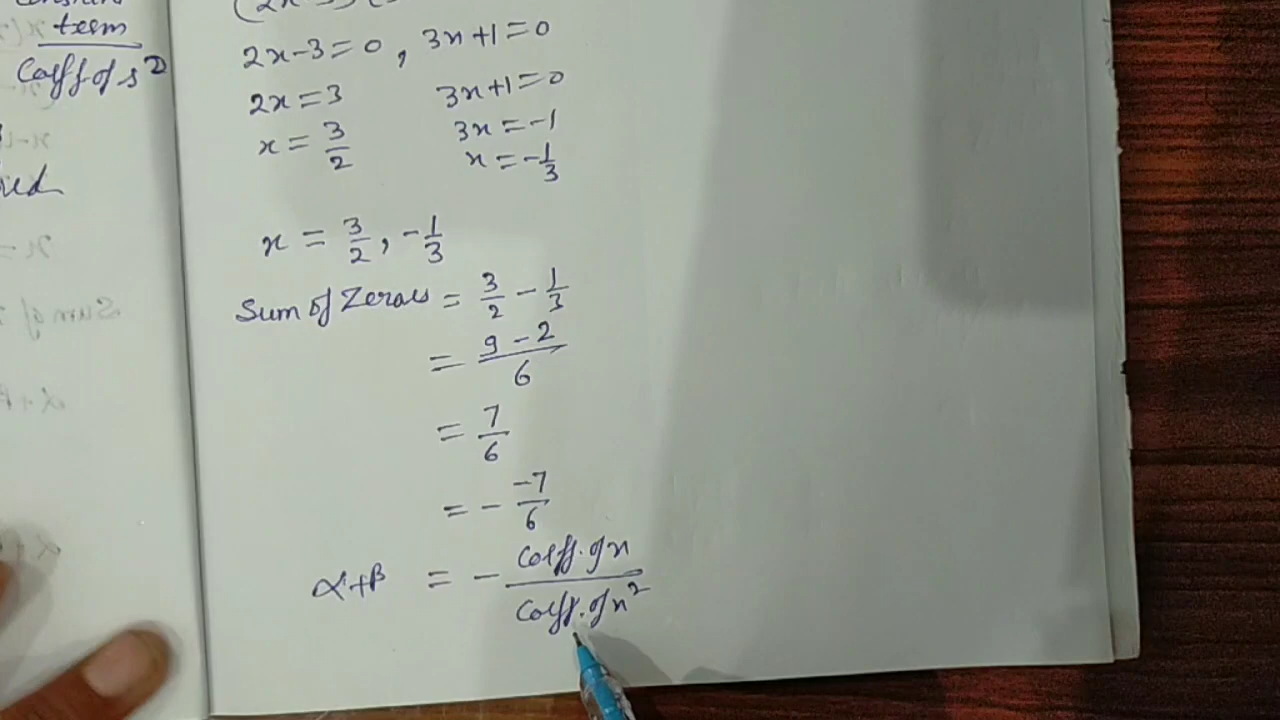 term
Coeff of s²
2x-3=0, 3x+1=0
2x=3 3x+1=0
x=3/2 3x=-1
x=-1/3
x = 3/2, -1/3
Sum of Zeroes = 3/2 - 1/3
= 9-2/6
= 7/6
= - -7/6
α+β = - Coeff. of x/Coeff. of x²